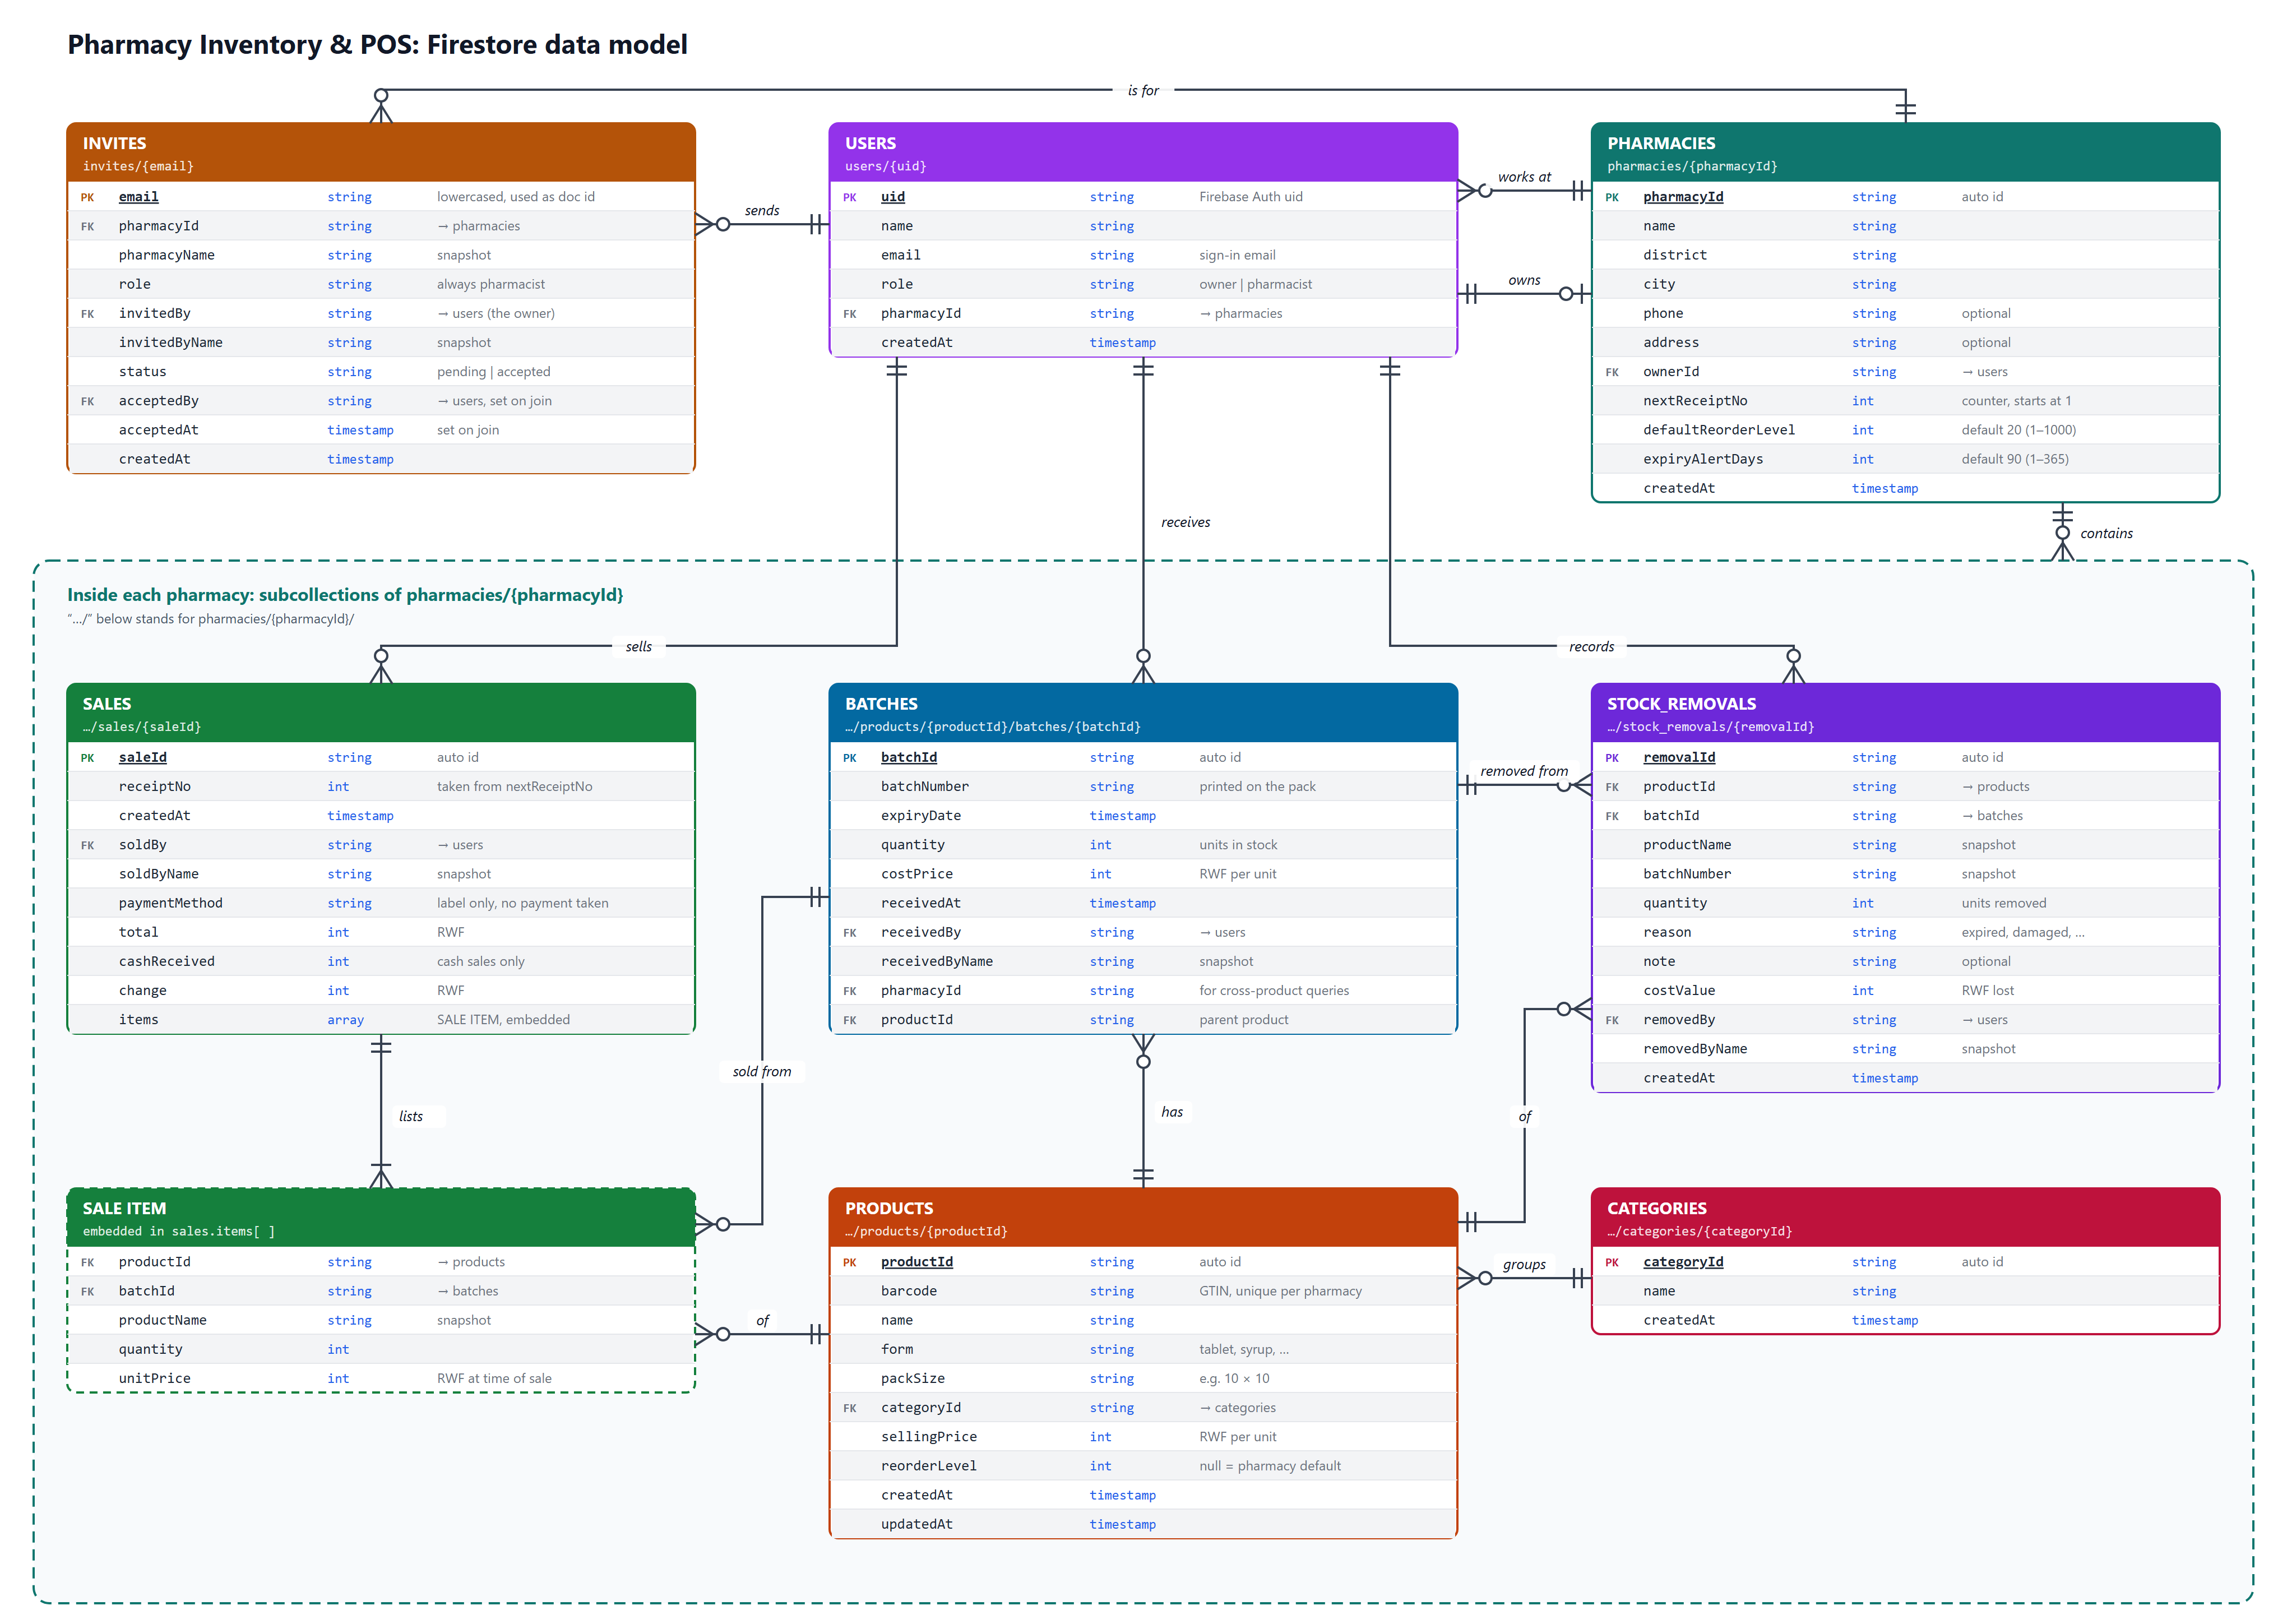 Pharmacy Inventory & POS: Firestore data model
is for
INVITES
invites/{email}
PK email string lowercased, used as doc id
FK pharmacyId string → pharmacies
pharmacyName string snapshot
role string always pharmacist
FK invitedBy string → users (the owner)
invitedByName string snapshot
status string pending | accepted
FK acceptedBy string → users, set on join
acceptedAt timestamp set on join
createdAt timestamp
sends
USERS
users/{uid}
PK uid string Firebase Auth uid
name string
email string sign-in email
role string owner | pharmacist
FK pharmacyId string → pharmacies
createdAt timestamp
works at
owns
PHARMACIES
pharmacies/{pharmacyId}
PK pharmacyId string auto id
name string
district string
city string
phone string optional
address string optional
FK ownerId string → users
nextReceiptNo int counter, starts at 1
defaultReorderLevel int default 20 (1–1000)
expiryAlertDays int default 90 (1–365)
createdAt timestamp
receives
contains
Inside each pharmacy: subcollections of pharmacies/{pharmacyId}
“…/” below stands for pharmacies/{pharmacyId}/
sells
records
SALES
…/sales/{saleId}
PK saleId string auto id
receiptNo int taken from nextReceiptNo
createdAt timestamp
FK soldBy string → users
soldByName string snapshot
paymentMethod string label only, no payment taken
total int RWF
cashReceived int cash sales only
change int RWF
items array SALE ITEM, embedded
BATCHES
…/products/{productId}/batches/{batchId}
PK batchId string auto id
batchNumber string printed on the pack
expiryDate timestamp
quantity int units in stock
costPrice int RWF per unit
receivedAt timestamp
FK receivedBy string → users
receivedByName string snapshot
FK pharmacyId string for cross-product queries
FK productId string parent product
removed from
STOCK_REMOVALS
…/stock_removals/{removalId}
PK removalId string auto id
FK productId string → products
FK batchId string → batches
productName string snapshot
batchNumber string snapshot
quantity int units removed
reason string expired, damaged, …
note string optional
costValue int RWF lost
FK removedBy string → users
removedByName string snapshot
createdAt timestamp
sold from
lists
has
of
SALE ITEM
embedded in sales.items[ ]
FK productId string → products
FK batchId string → batches
productName string snapshot
quantity int
unitPrice int RWF at time of sale
of
PRODUCTS
…/products/{productId}
PK productId string auto id
barcode string GTIN, unique per pharmacy
name string
form string tablet, syrup, …
packSize string e.g. 10 × 10
FK categoryId string → categories
sellingPrice int RWF per unit
reorderLevel int null = pharmacy default
createdAt timestamp
updatedAt timestamp
groups
CATEGORIES
…/categories/{categoryId}
PK categoryId string auto id
name string
createdAt timestamp